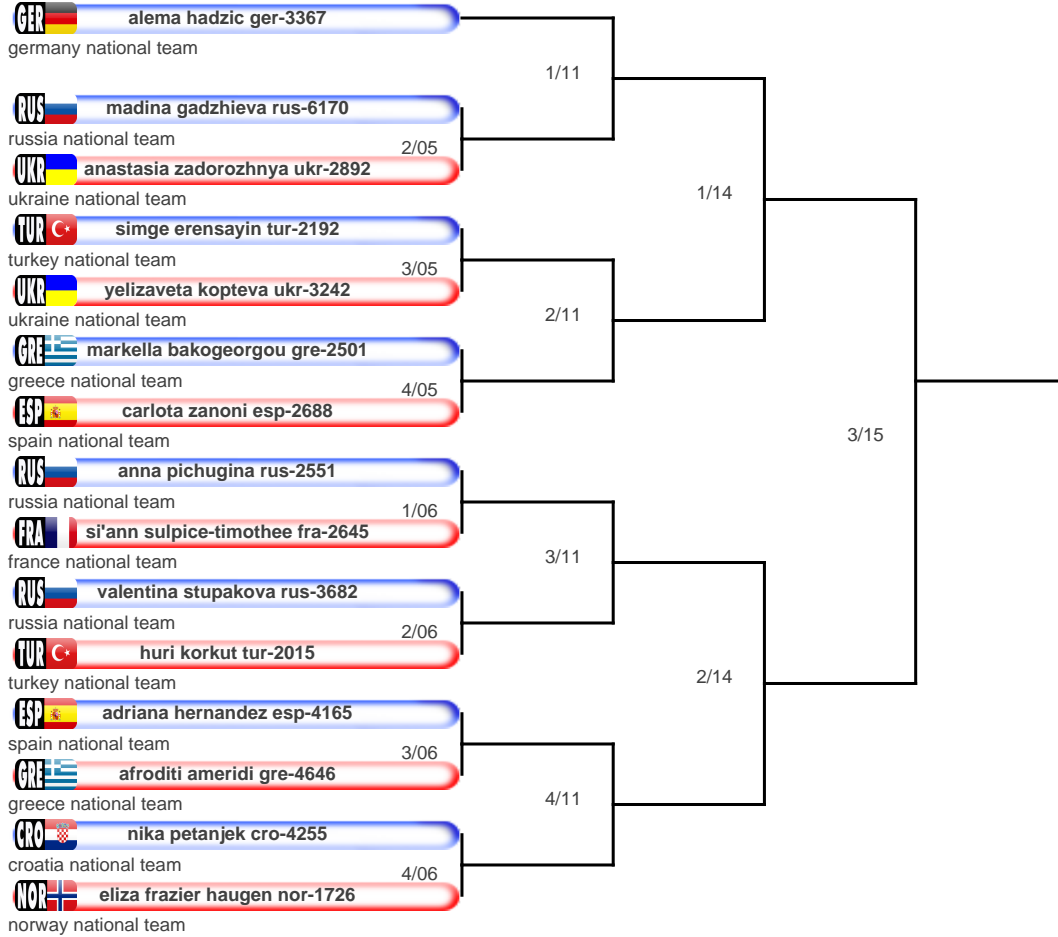 GER alema hadzic ger-3367
germany national team
1/11
RUS madina gadzhieva rus-6170
russia national team
2/05
UKR anastasia zadorozhnya ukr-2892
ukraine national team
1/14
TUR simge erensayin tur-2192
turkey national team
3/05
UKR yelizaveta kopteva ukr-3242
ukraine national team
2/11
GRE markella bakogeorgou gre-2501
greece national team
4/05
ESP carlota zanoni esp-2688
spain national team
3/15
RUS anna pichugina rus-2551
russia national team
1/06
FRA si'ann sulpice-timothee fra-2645
france national team
3/11
RUS valentina stupakova rus-3682
russia national team
2/06
TUR huri korkut tur-2015
turkey national team
2/14
ESP adriana hernandez esp-4165
spain national team
3/06
GRE afroditi ameridi gre-4646
greece national team
4/11
CRO nika petanjek cro-4255
croatia national team
4/06
NOR eliza frazier haugen nor-1726
norway national team